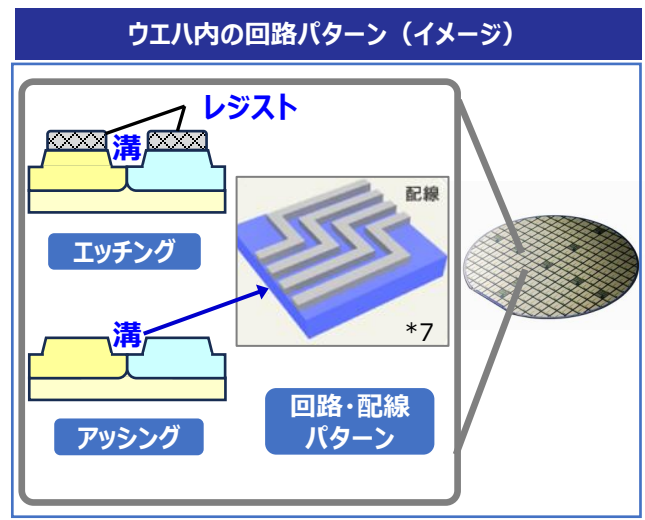 ウエハ内の回路パターン（イメージ）
レジスト
溝
配線
エッチング
*7
溝
回路・配線
パターン
アッシング